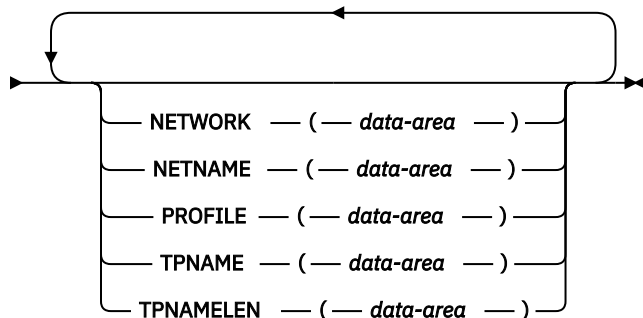 NETWORK ( data-area )
NETNAME ( data-area )
PROFILE ( data-area )
TPNAME ( data-area )
TPNAMELEN ( data-area )